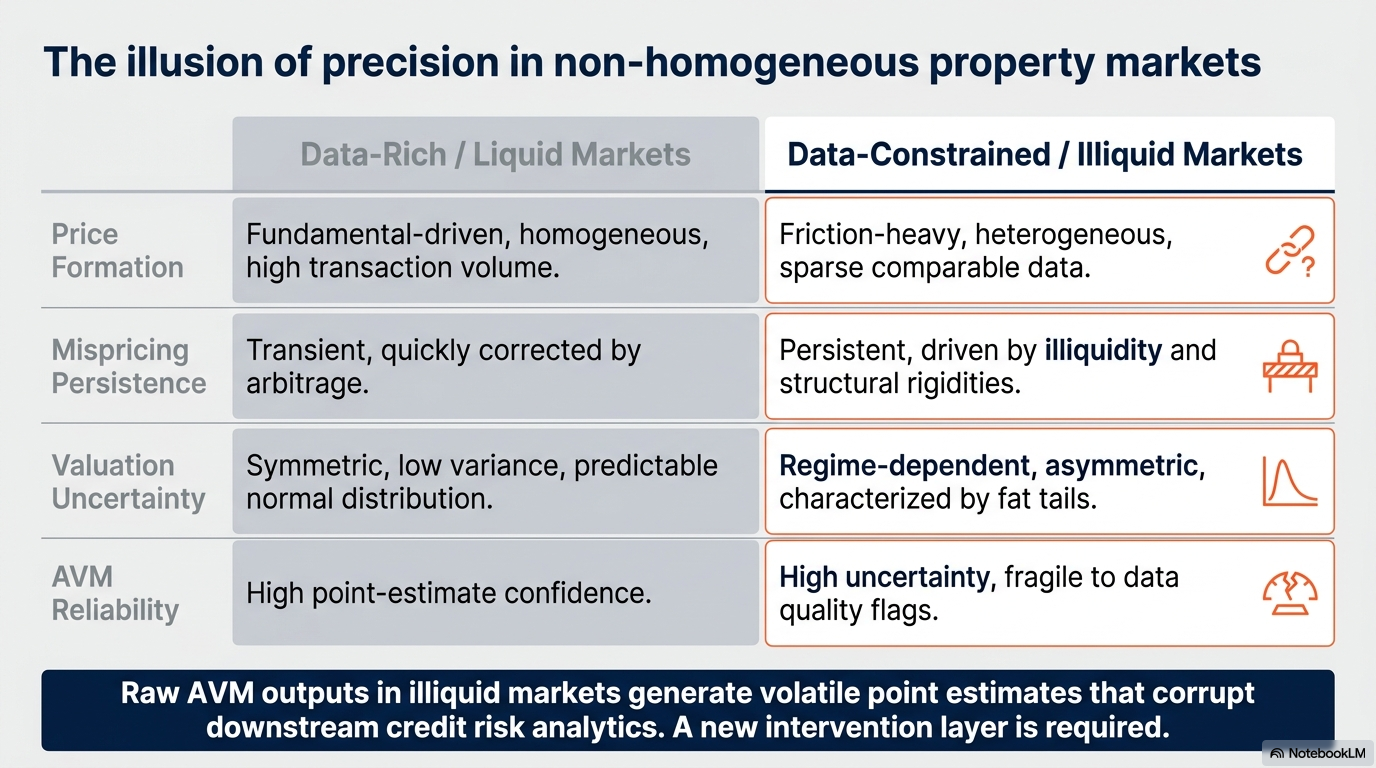 The illusion of precision in non-homogeneous property markets
Data-Rich / Liquid Markets
Data-Constrained / Illiquid Markets
Price
Formation
Fundamental-driven, homogeneous,
high transaction volume.
Friction-heavy, heterogeneous,
sparse comparable data.
?
Mispricing
Persistence
Transient, quickly corrected by
arbitrage.
Persistent, driven by illiquidity and
structural rigidities.
Valuation
Uncertainty
Symmetric, low variance, predictable
normal distribution.
Regime-dependent, asymmetric,
characterized by fat tails.
AVM
Reliability
High point-estimate confidence.
High uncertainty, fragile to data
quality flags.
Raw AVM outputs in illiquid markets generate volatile point estimates that corrupt
downstream credit risk analytics. A new intervention layer is required.
NotebookLM